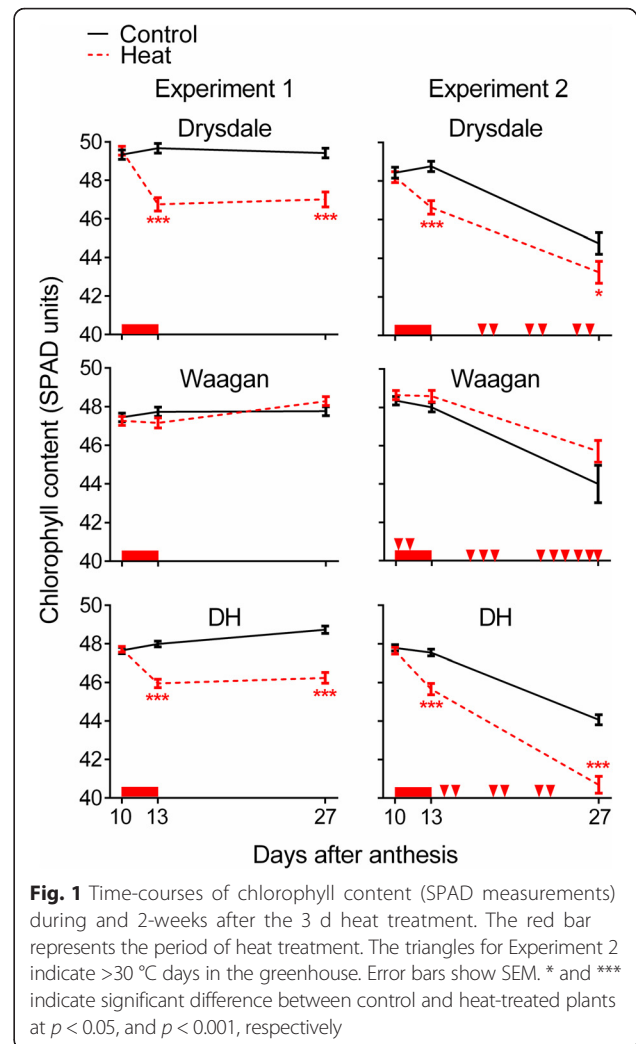 Control
Heat
Experiment 1
Experiment 2
Drysdale
Drysdale
50
48
46
44
42
40
***
***
***
*
Waagan
Waagan
48
46
44
42
40
DH
DH
50
48
46
44
42
40
***
***
***
***
10 13 27
10 13 27
Chlorophyll content (SPAD units)
Days after anthesis
Fig. 1 Time-courses of chlorophyll content (SPAD measurements)
during and 2-weeks after the 3 d heat treatment. The red bar
represents the period of heat treatment. The triangles for Experiment 2
indicate >30 °C days in the greenhouse. Error bars show SEM. * and ***
indicate significant difference between control and heat-treated plants
at p < 0.05, and p < 0.001, respectively